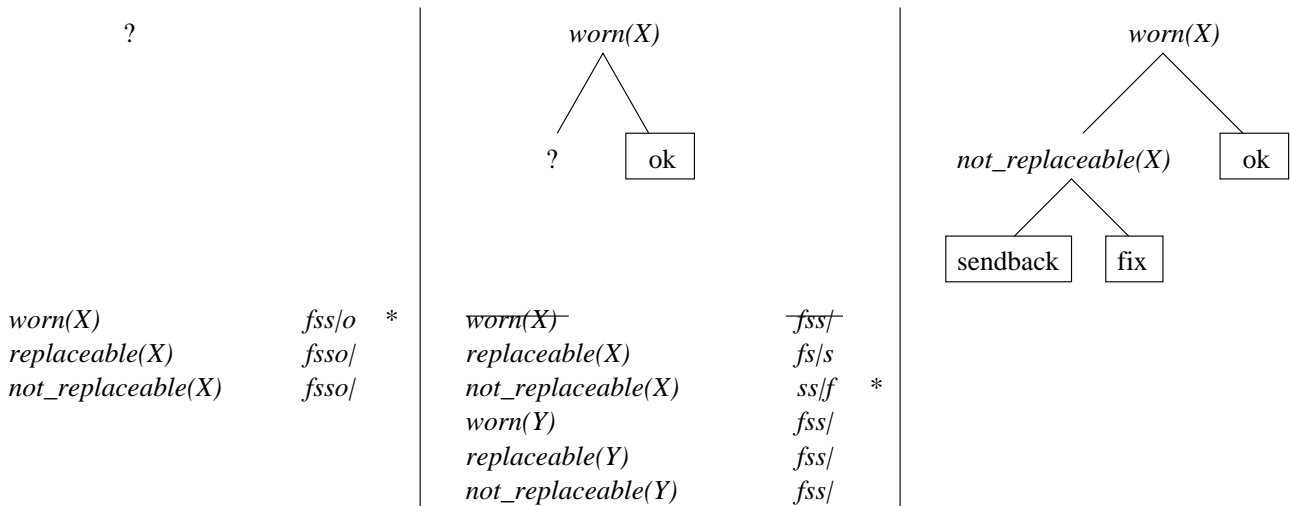 ?
worn(X)
? ok
worn(X)
not_replaceable(X) ok
sendback fix
worn(X) fss/o *
replaceable(X) fsso/
not_replaceable(X) fsso/
worn(X) fss/
replaceable(X) fs/s
not_replaceable(X) ss/f *
worn(Y) fss/
replaceable(Y) fss/
not_replaceable(Y) fss/